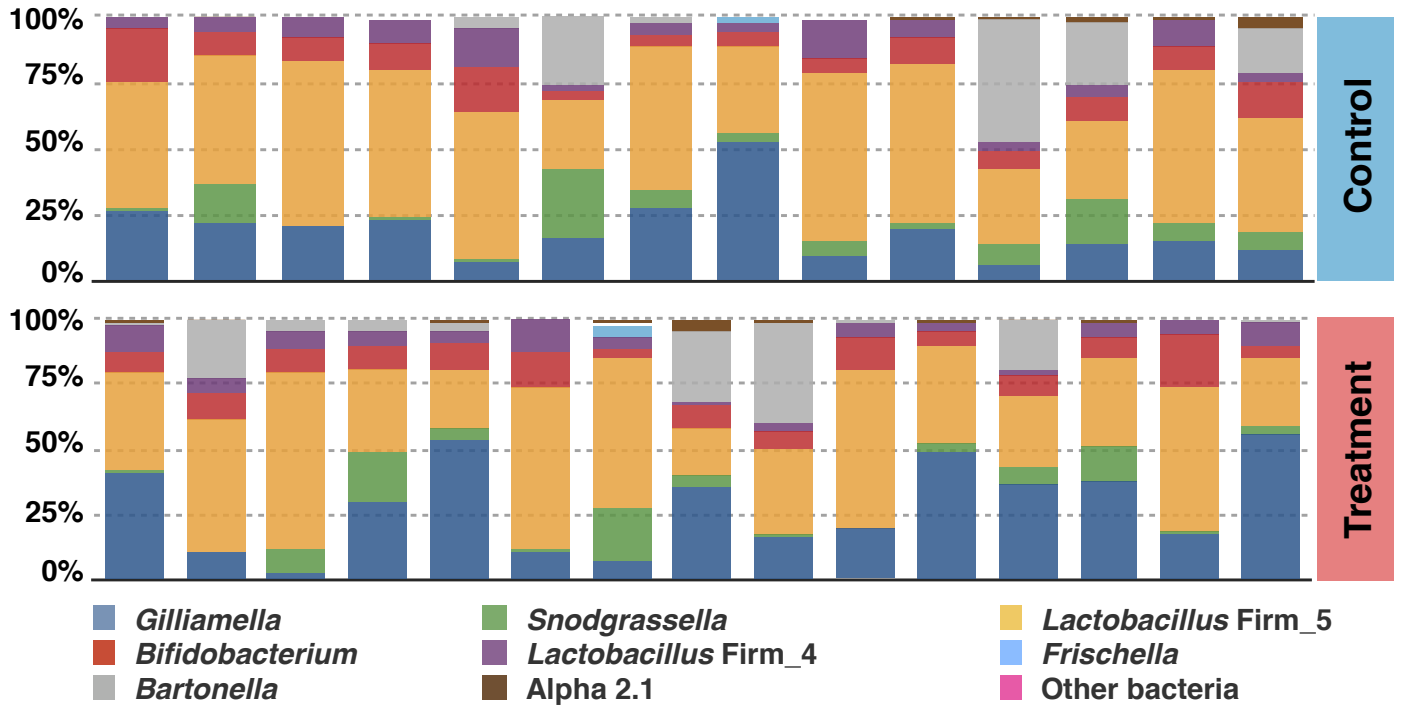 100%
75%
50%
25%
0%
Control
100%
75%
50%
25%
0%
Treatment
Gilliamella Snodgrassella Lactobacillus Firm_5
Bifidobacterium Lactobacillus Firm_4 Frischella
Bartonella Alpha 2.1 Other bacteria